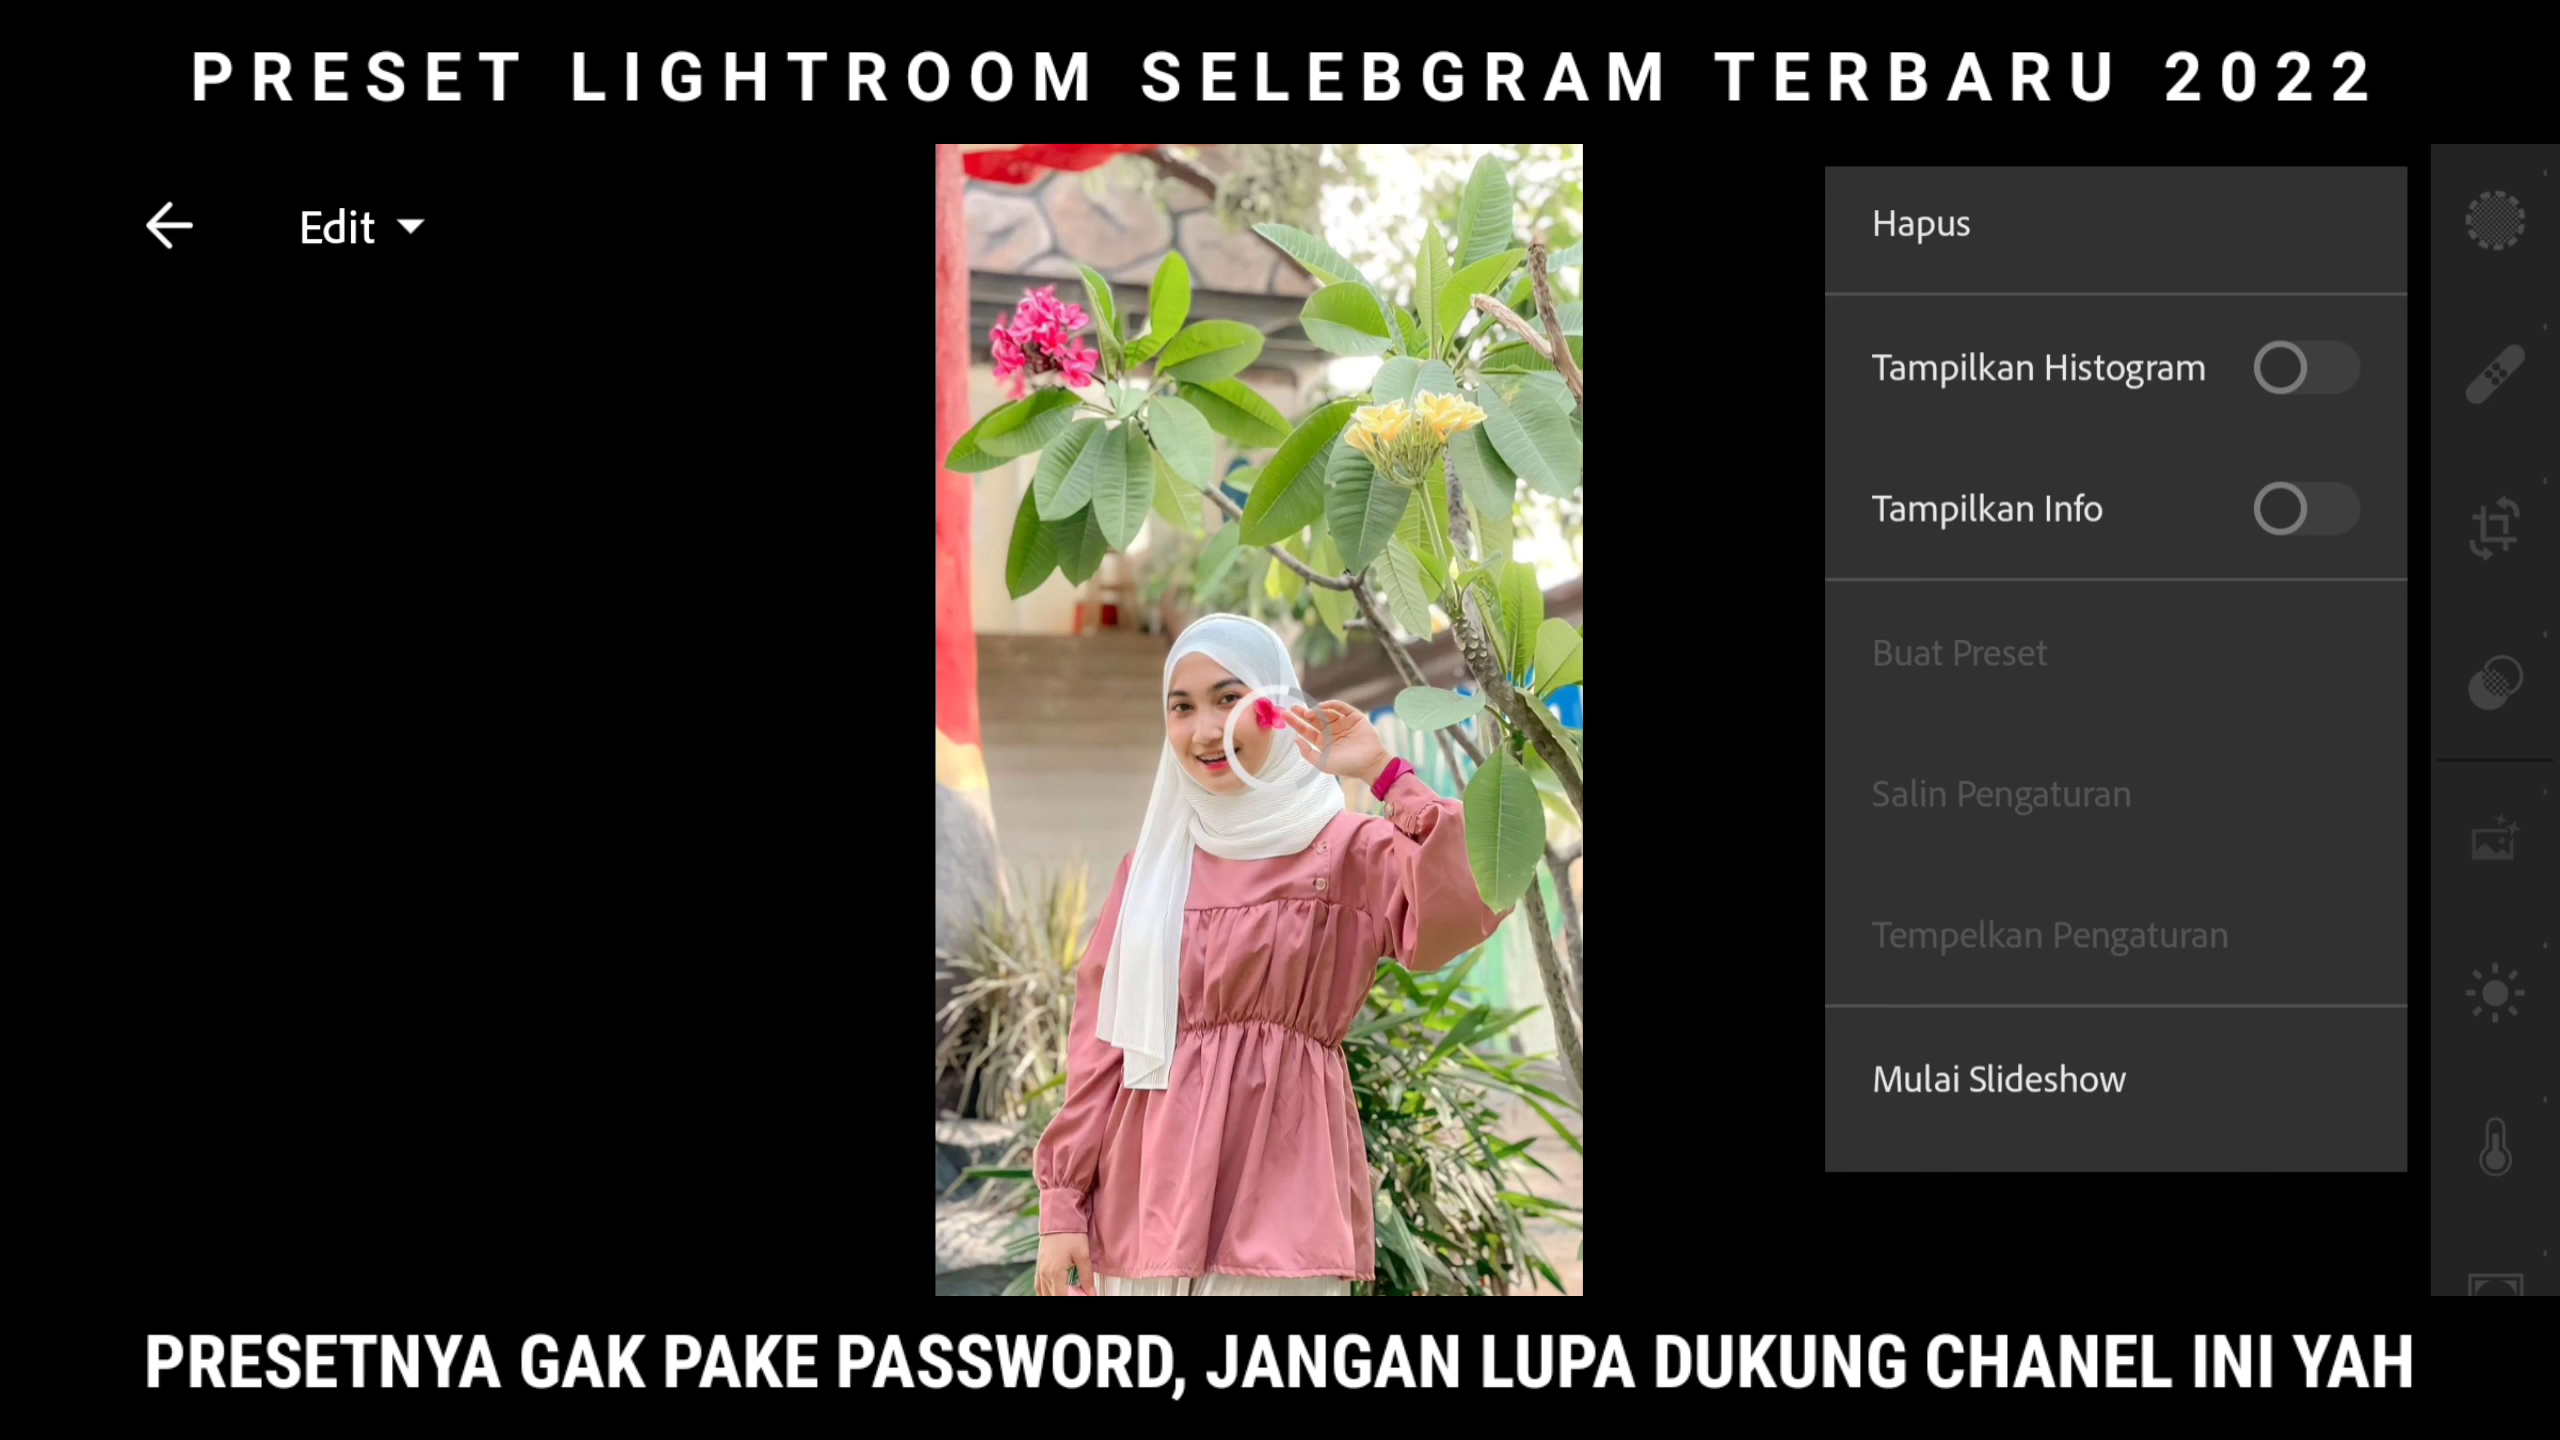 PRESET LIGHTROOM SELEBGRAM TERBARU 2022
Edit
Hapus
Tampilkan Histogram
Tampilkan Info
Buat Preset
Salin Pengaturan
Tempelkan Pengaturan
Mulai Slideshow
PRESETNYA GAK PAKE PASSWORD, JANGAN LUPA DUKUNG CHANEL INI YAH